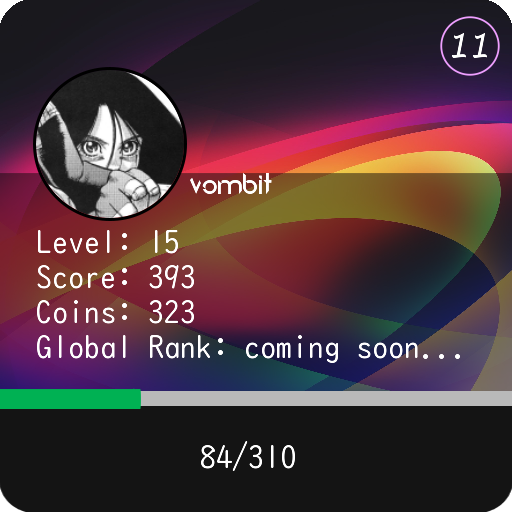 11
vombit
Level: 15
Score: 393
Coins: 323
Global Rank: coming soon...
84/310